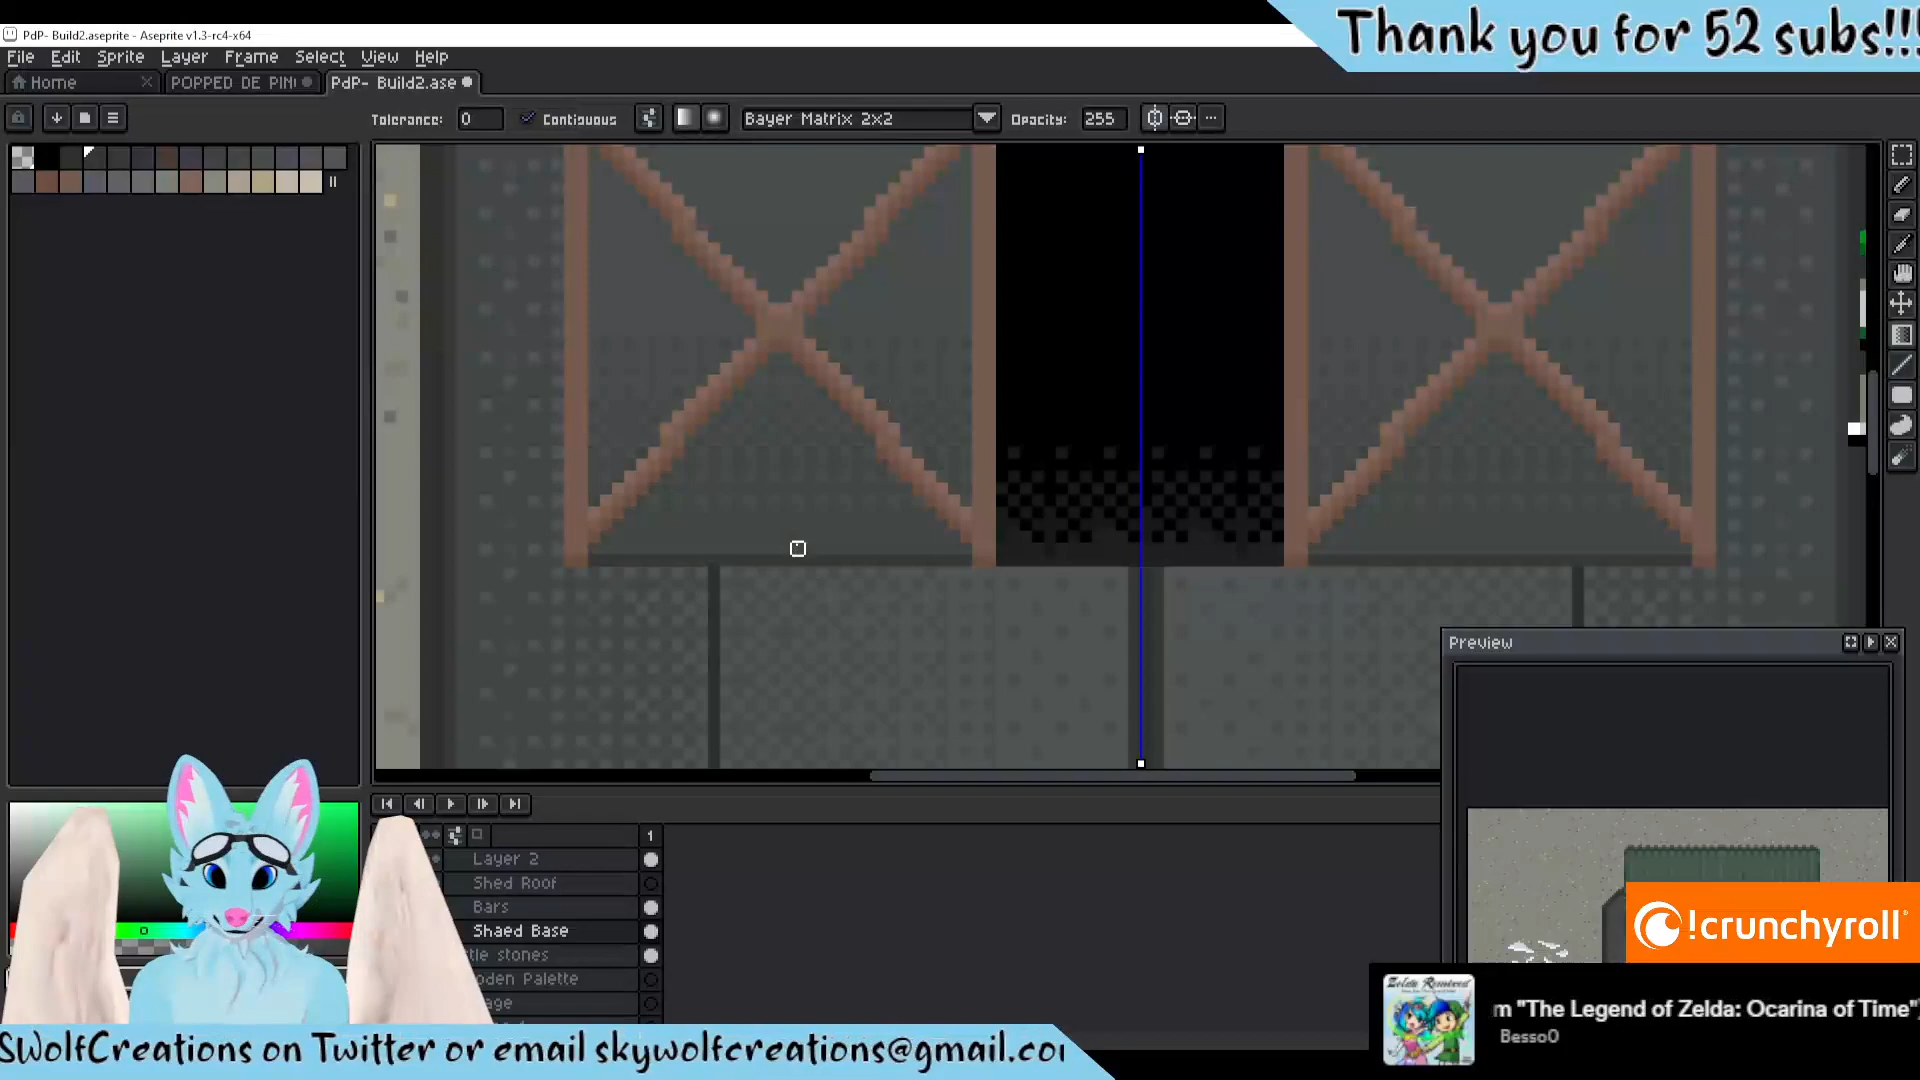 Thank you for 52 subs!!!
PdP- Build2.aseprite - Aseprite v1.3-rc4-x64
File Edit Sprite Layer Select View Help Frame
Home
POPPED DE PIN
PdP- Build2.ase
Tolerance: 0
Contiguous
Bayer Matrix 2x2
Opacity: 255
Preview
1
Layer 2
Shed Roof
Bars
Shaed Base
tle stones
oden Palette
age
!crunchyroll
Zelda Remixed
m "The Legend of Zelda: Ocarina of Time"
Besso0
SWolfCreations on Twitter or email skywolfcreations@gmail.co